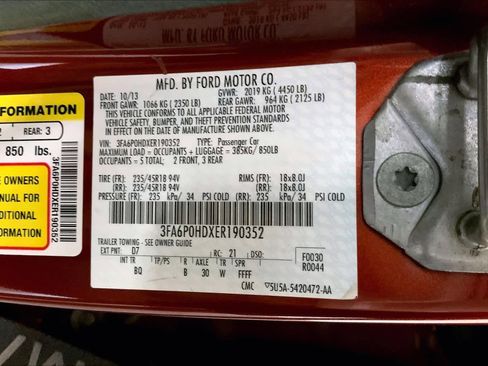 MFD. BY FORD MOTOR CO.
DATE: 10/13 GVWR: 2019 KG ( 4450 LB)
FRONT GAWR: 1066 KG ( 2350 LB) REAR GAWR: 964 KG ( 2125 LB)
THIS VEHICLE CONFORMS TO ALL APPLICABLE FEDERAL MOTOR
VEHICLE SAFETY, BUMPER, AND THEFT PREVENTION STANDARDS
IN EFFECT ON THE DATE OF MANUFACTURE SHOWN ABOVE.
VIN: 3FA6P0HDXER190352 TYPE: Passenger Car
MAXIMUM LOAD = OCCUPANTS + LUGGAGE = 385KG/ 850LB
OCCUPANTS = 5 TOTAL: 2 FRONT, 3 REAR
TIRE (FR): 235/45R18 94V RIMS (FR): 18x8.0J
(RR): 235/45R18 94V (RR): 18x8.0J
PRESSURE (FR): 235 kPa/ 34 PSI COLD (RR): 235 kPa/ 34 PSI COLD
3FA6P0HDXER190352
TRAILER TOWING - SEE OWNER GUIDE
EXT PNT: D7 RC: 21 DSO: F0030
R0044
INT TR TP/PS R AXLE TR SPR
BQ B 30 W FFFF
CMC 5U5A-5420472-AA
FORMATION
2 REAR: 3
850 lbs.
OWNERS
NUAL FOR
DITIONAL
ORMATION
3FA6P0HDXER190352